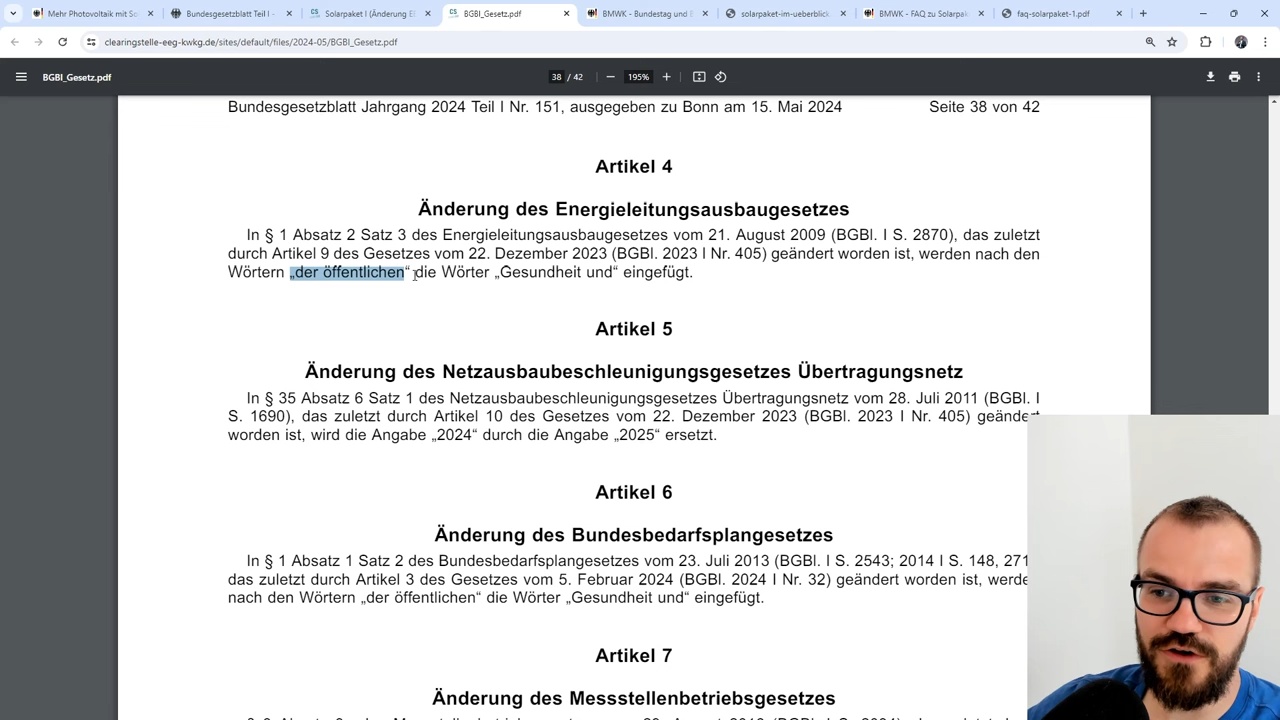 Mehr Photovoltaik mit So
Bundesgesetzblatt Teil I -
Solarpaket I (Änderung EE
BGBl_Gesetz.pdf
BMWK - Bundestag und B
solarpaket-im-ueberblick.
BMWK - FAQ zu Solarpak
faq-solarpaket-1.pdf
clearingstelle-eeg-kwkg.de/sites/default/files/2024-05/BGBl_Gesetz.pdf
BGBl_Gesetz.pdf
38 / 42
195%
Bundesgesetzblatt Jahrgang 2024 Teil I Nr. 151, ausgegeben zu Bonn am 15. Mai 2024
Seite 38 von 42
Artikel 4
Änderung des Energieleitungsausbaugesetzes
In § 1 Absatz 2 Satz 3 des Energieleitungsausbaugesetzes vom 21. August 2009 (BGBl. I S. 2870), das zuletzt
durch Artikel 9 des Gesetzes vom 22. Dezember 2023 (BGBl. 2023 I Nr. 405) geändert worden ist, werden nach den
Wörtern „der öffentlichen“ die Wörter „Gesundheit und“ eingefügt.
Artikel 5
Änderung des Netzausbaubeschleunigungsgesetzes Übertragungsnetz
In § 35 Absatz 6 Satz 1 des Netzausbaubeschleunigungsgesetzes Übertragungsnetz vom 28. Juli 2011 (BGBl. I
S. 1690), das zuletzt durch Artikel 10 des Gesetzes vom 22. Dezember 2023 (BGBl. 2023 I Nr. 405) geändert
worden ist, wird die Angabe „2024“ durch die Angabe „2025“ ersetzt.
Artikel 6
Änderung des Bundesbedarfsplangesetzes
In § 1 Absatz 1 Satz 2 des Bundesbedarfsplangesetzes vom 23. Juli 2013 (BGBl. I S. 2543; 2014 I S. 148, 271
das zuletzt durch Artikel 3 des Gesetzes vom 5. Februar 2024 (BGBl. 2024 I Nr. 32) geändert worden ist, werde
nach den Wörtern „der öffentlichen“ die Wörter „Gesundheit und“ eingefügt.
Artikel 7
Änderung des Messstellenbetriebsgesetzes